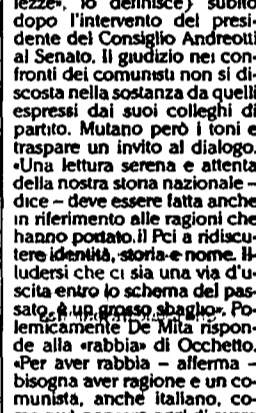 lezze», lo definisce) subito
dopo l'intervento del presi-
dente del Consiglio Andreotti
al Senato. Il giudizio nei con-
fronti dei comunisti non si di-
scosta nella sostanza da quelli
espressi dai suoi colleghi di
partito. Mutano però i toni e
traspare un invito al dialogo.
«Una lettura serena e attenta
della nostra storia nazionale –
dice – deve essere fatta anche
in riferimento alle ragioni che
hanno portato il Pci a ridiscu-
tere identità, storia e nome. Il-
ludersi che ci sia una via d'u-
scita entro lo schema del pas-
sato, è un grosso sbaglio». Po-
lemicamente De Mita rispon-
de alla «rabbia» di Occhetto.
«Per aver rabbia – afferma –
bisogna aver ragione e un co-
munista, anche italiano, co-